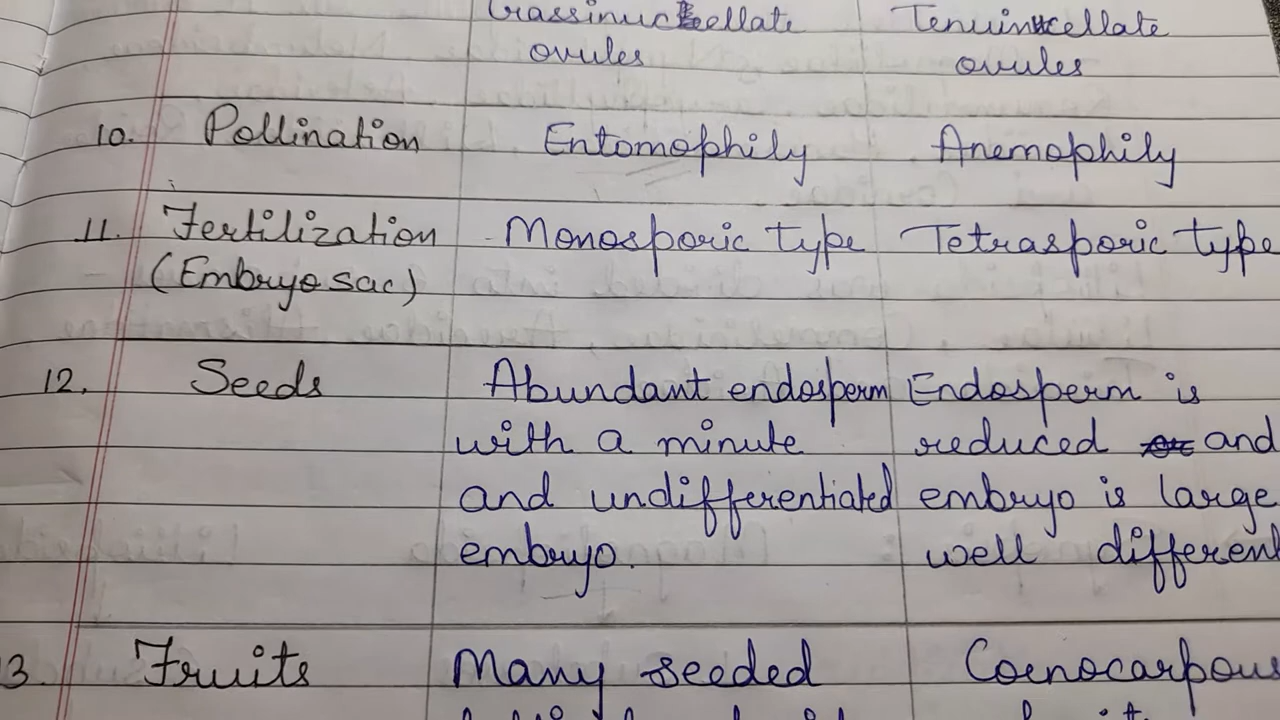 Crassinucellate Tenuinucellate
ovules ovules
10. Pollination Entomophily Anemophily
11. Fertilization Monosporic type Tetrasporic type
(Embryo sac)
12. Seeds Abundant endosperm Endosperm is
with a minute reduced and
and undifferentiated embryo is large
embryo. well different
3. Fruits Many seeded Coenocarpous